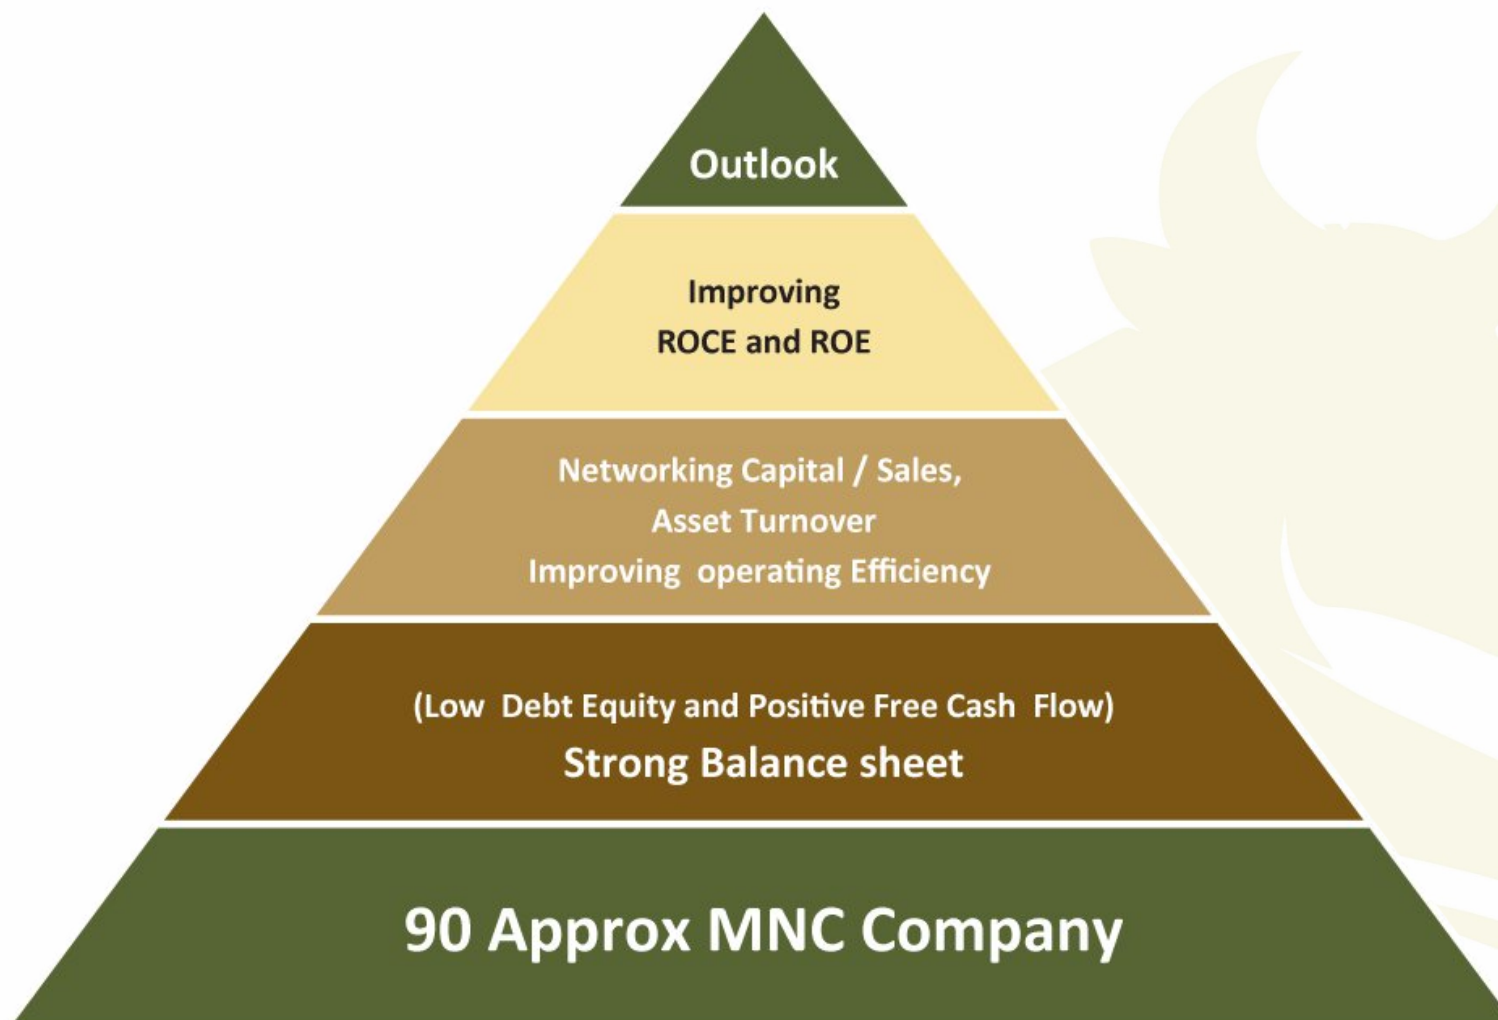 Outlook
Improving
ROCE and ROE
Networking Capital / Sales,
Asset Turnover
Improving operating Efficiency
(Low Debt Equity and Positive Free Cash Flow)
Strong Balance sheet
90 Approx MNC Company